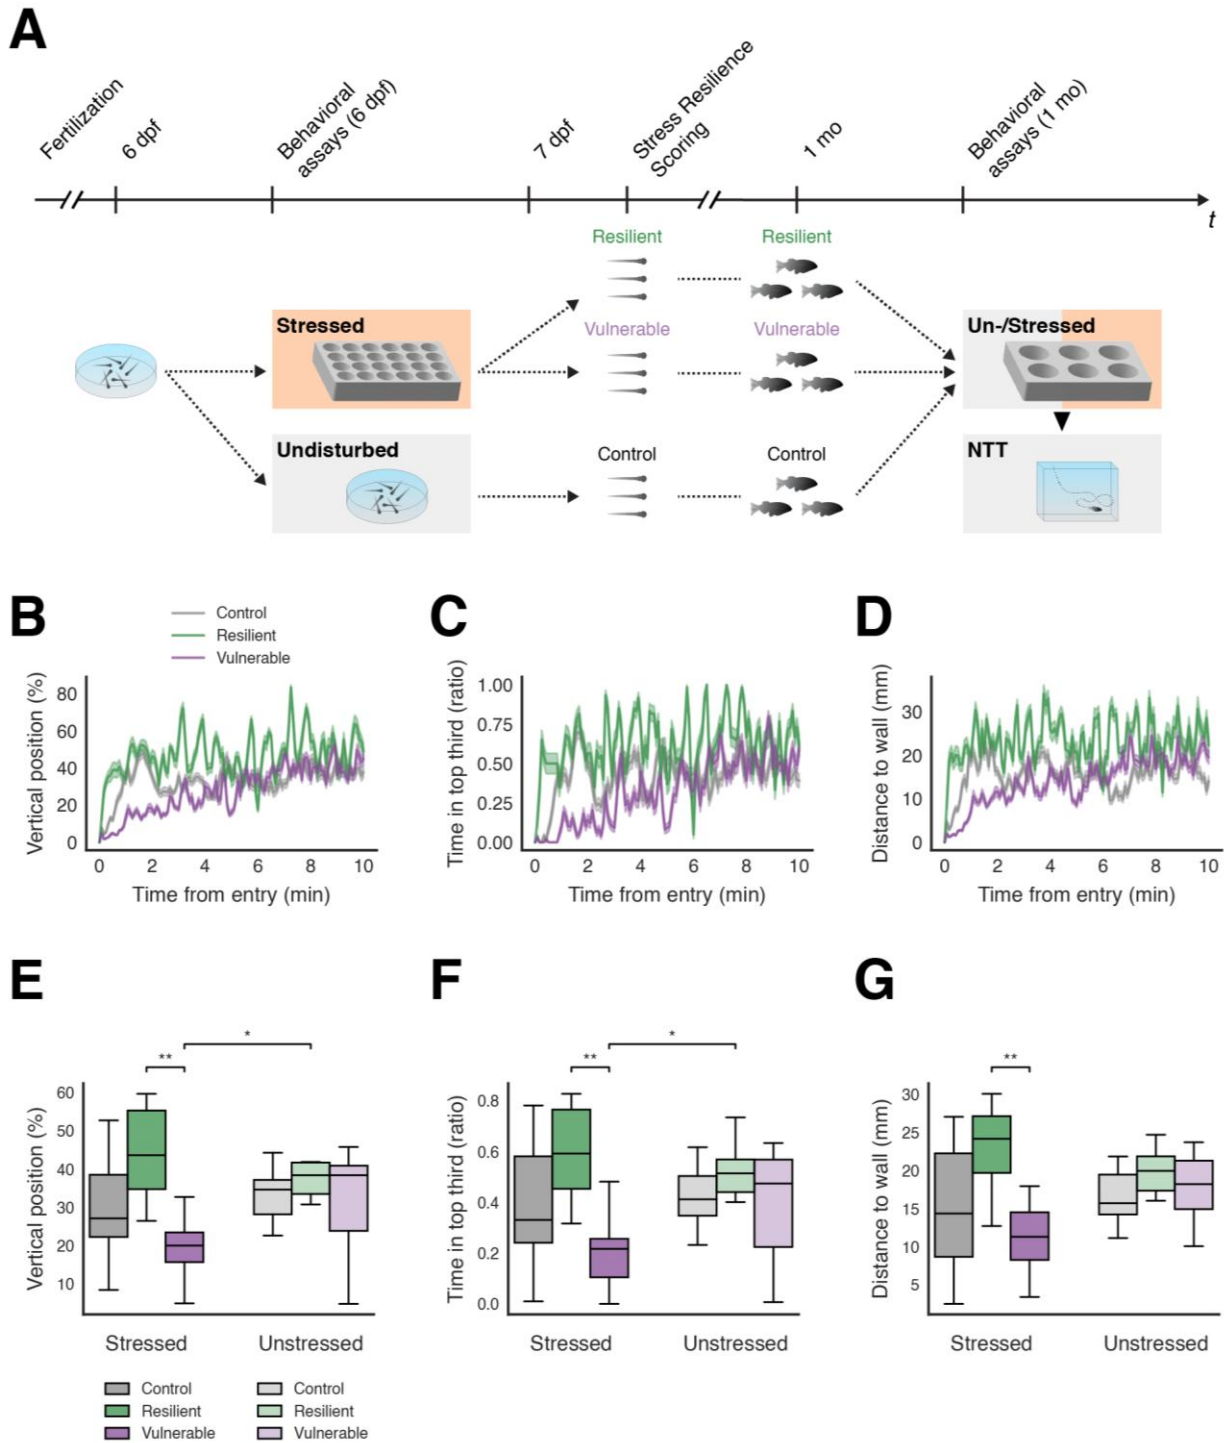 A
Fertilization
6 dpf
Behavioral
assays (6 dpf)
7 dpf
Stress Resilience
Scoring
1 mo
Behavioral
assays (1 mo)
t
Resilient
Resilient
Stressed
Vulnerable
Vulnerable
Un-/Stressed
Undisturbed
Control
Control
NTT
B
Control
Resilient
Vulnerable
Vertical position (%)
80
60
40
20
0
0 2 4 6 8 10
Time from entry (min)
C
Time in top third (ratio)
1.00
0.75
0.50
0.25
0.00
0 2 4 6 8 10
Time from entry (min)
D
Distance to wall (mm)
30
20
10
0
0 2 4 6 8 10
Time from entry (min)
E
* 
**
Vertical position (%)
60
50
40
30
20
10
Stressed Unstressed
Control Control
Resilient Resilient
Vulnerable Vulnerable
F
*
**
Time in top third (ratio)
0.8
0.6
0.4
0.2
0.0
Stressed Unstressed
G
**
Distance to wall (mm)
30
25
20
15
10
5
Stressed Unstressed